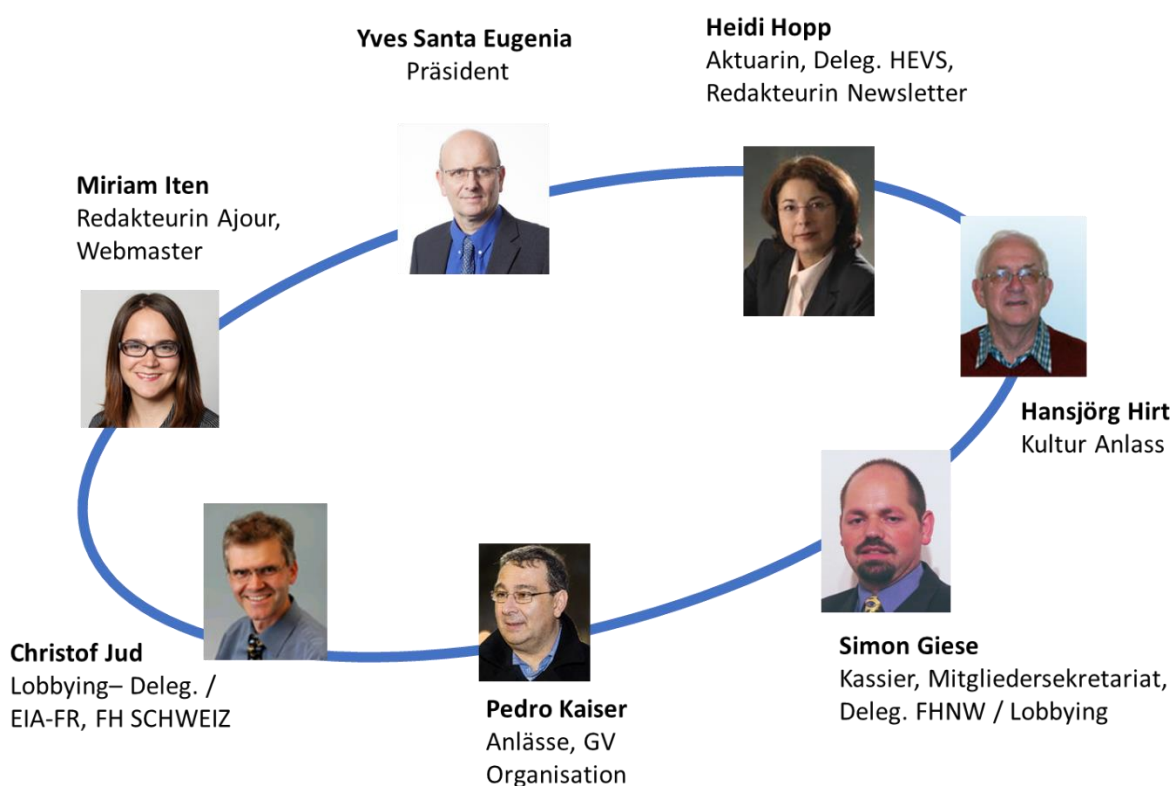 Yves Santa Eugenia
Präsident
Heidi Hopp
Aktuarin, Deleg. HEVS,
Redakteurin Newsletter
Miriam Iten
Redakteurin Ajour,
Webmaster
Hansjörg Hirt
Kultur Anlass
Christof Jud
Lobbying– Deleg. /
EIA-FR, FH SCHWEIZ
Pedro Kaiser
Anlässe, GV
Organisation
Simon Giese
Kassier, Mitgliedersekretariat,
Deleg. FHNW / Lobbying